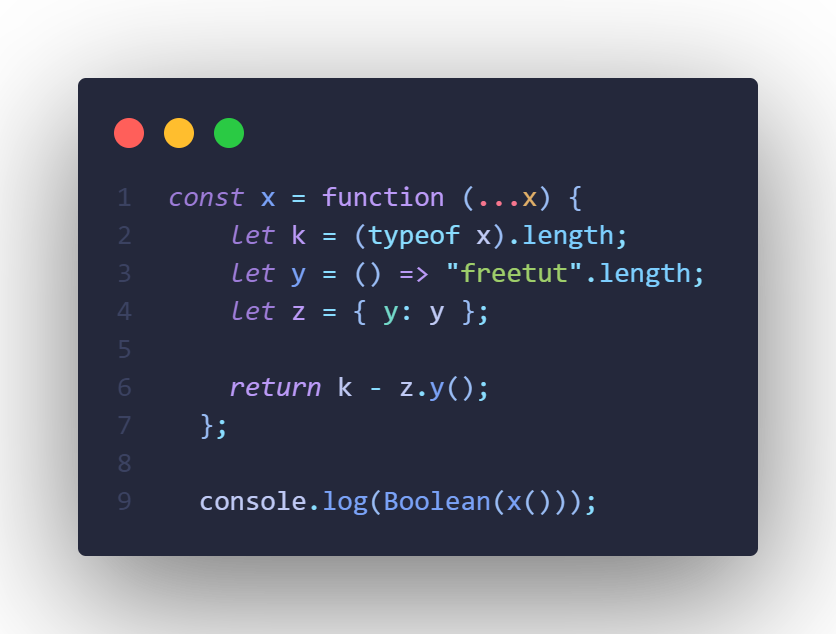 1 const x = function (...x) {
2     let k = (typeof x).length;
3     let y = () => "freetut".length;
4     let z = { y: y };
5
6     return k - z.y();
7   };
8
9   console.log(Boolean(x()));